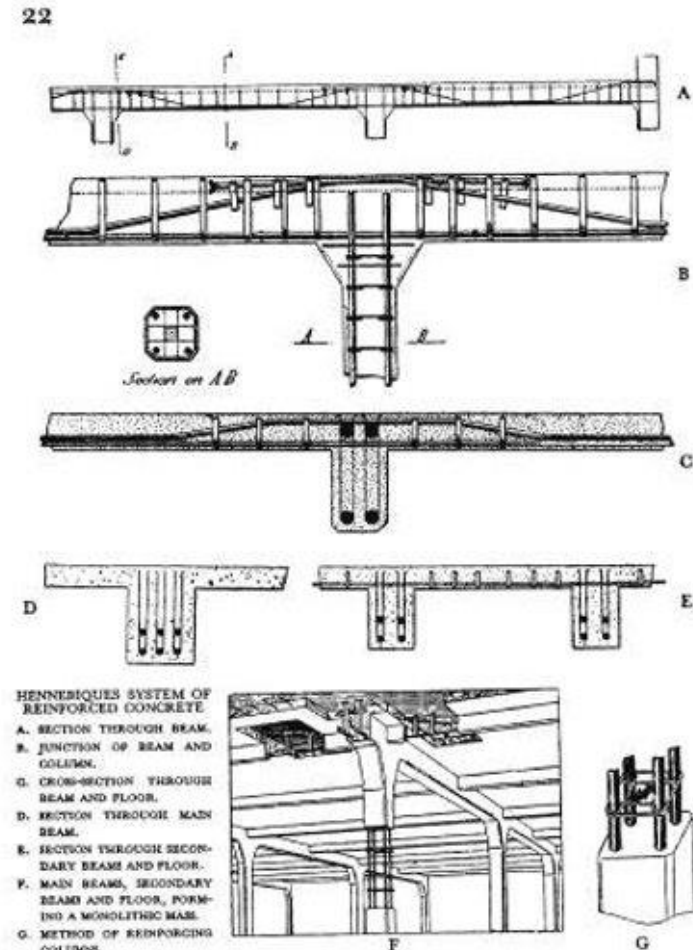 22
A
A
B
B
A
B
Section on AB
C
D
E
HENNEBIQUES SYSTEM OF
REINFORCED CONCRETE
A. SECTION THROUGH BEAM.
B. JUNCTION OF BEAM AND
COLUMN.
C. CROSS-SECTION THROUGH
BEAM AND FLOOR.
D. SECTION THROUGH MAIN
BEAM.
E. SECTION THROUGH SECON-
DARY BEAMS AND FLOOR.
F. MAIN BEAMS, SECONDARY
BEAMS AND FLOOR, FORM-
ING A MONOLITHIC MASS.
G. METHOD OF REINFORCING
F
G